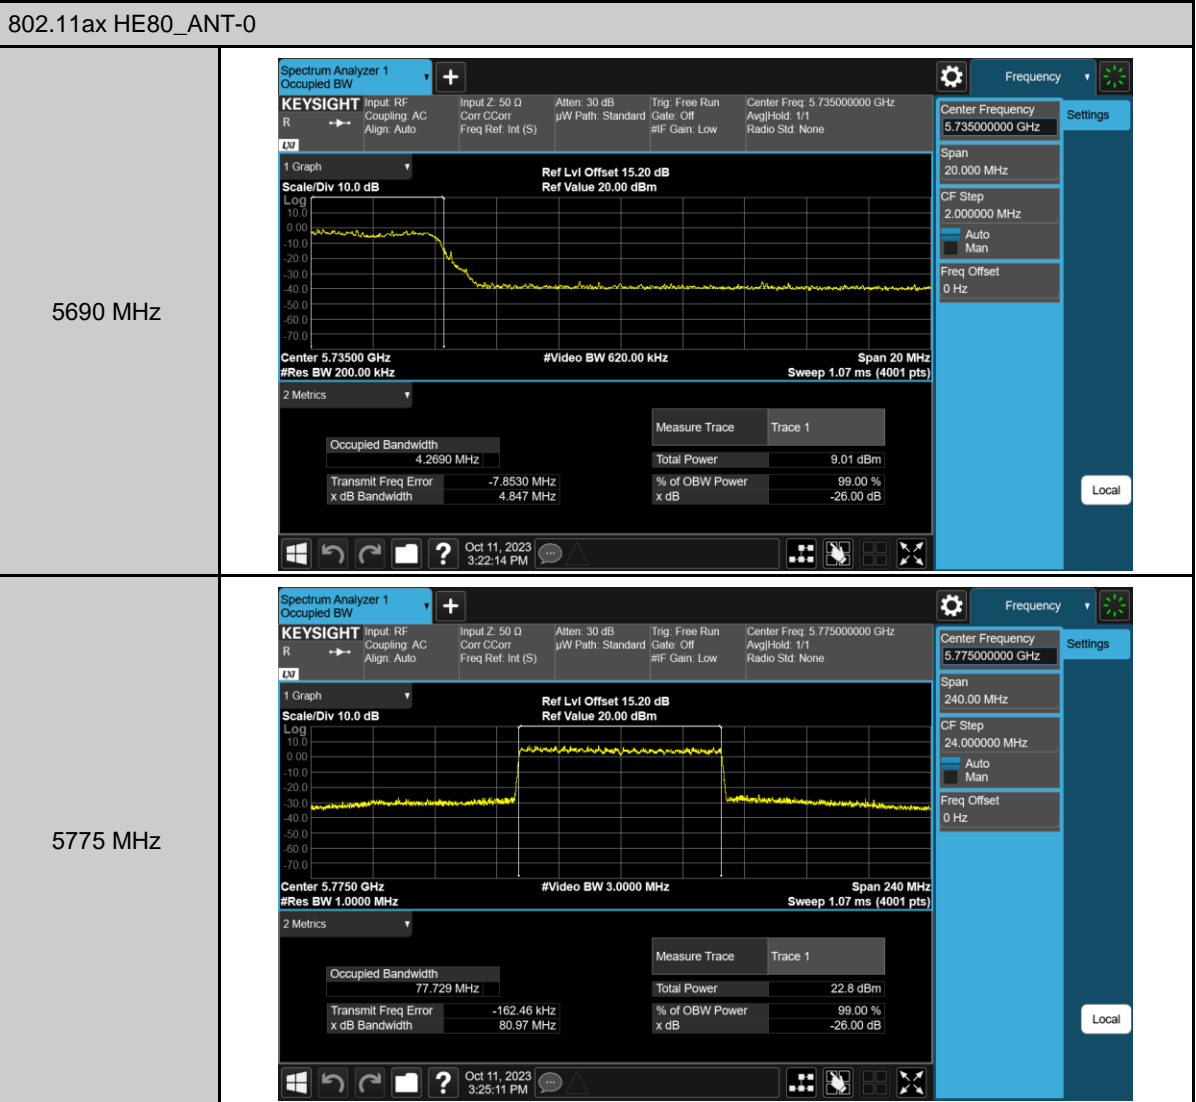 802.11ax HE80_ANT-0
5690 MHz
Spectrum Analyzer 1
Occupied BW
Frequency
KEYSIGHT
R
LXI
Input: RF
Coupling: AC
Align: Auto
Input Z: 50 Ω
Corr CCorr
Freq Ref: Int (S)
Atten: 30 dB
µW Path: Standard
Trig: Free Run
Gate: Off
#IF Gain: Low
Center Freq: 5.735000000 GHz
Avg|Hold: 1/1
Radio Std: None
Center Frequency
5.735000000 GHz
Settings
Span
20.000 MHz
CF Step
2.000000 MHz
Auto
Man
Freq Offset
0 Hz
1 Graph
Scale/Div 10.0 dB
Ref Lvl Offset 15.20 dB
Ref Value 20.00 dBm
Log
10.0
0.00
-10.0
-20.0
-30.0
-40.0
-50.0
-60.0
-70.0
Center 5.73500 GHz
#Res BW 200.00 kHz
#Video BW 620.00 kHz
Span 20 MHz
Sweep 1.07 ms (4001 pts)
2 Metrics
Measure Trace Trace 1
Occupied Bandwidth
4.2690 MHz
Total Power 9.01 dBm
Transmit Freq Error -7.8530 MHz
% of OBW Power 99.00 %
x dB Bandwidth 4.847 MHz
x dB -26.00 dB
Local
?
Oct 11, 2023
3:22:14 PM
5775 MHz
Spectrum Analyzer 1
Occupied BW
Frequency
KEYSIGHT
R
LXI
Input: RF
Coupling: AC
Align: Auto
Input Z: 50 Ω
Corr CCorr
Freq Ref: Int (S)
Atten: 30 dB
µW Path: Standard
Trig: Free Run
Gate: Off
#IF Gain: Low
Center Freq: 5.775000000 GHz
Avg|Hold: 1/1
Radio Std: None
Center Frequency
5.775000000 GHz
Settings
Span
240.00 MHz
CF Step
24.000000 MHz
Auto
Man
Freq Offset
0 Hz
1 Graph
Scale/Div 10.0 dB
Ref Lvl Offset 15.20 dB
Ref Value 20.00 dBm
Log
10.0
0.00
-10.0
-20.0
-30.0
-40.0
-50.0
-60.0
-70.0
Center 5.7750 GHz
#Res BW 1.0000 MHz
#Video BW 3.0000 MHz
Span 240 MHz
Sweep 1.07 ms (4001 pts)
2 Metrics
Measure Trace Trace 1
Occupied Bandwidth
77.729 MHz
Total Power 22.8 dBm
Transmit Freq Error -162.46 kHz
% of OBW Power 99.00 %
x dB Bandwidth 80.97 MHz
x dB -26.00 dB
Local
?
Oct 11, 2023
3:25:11 PM